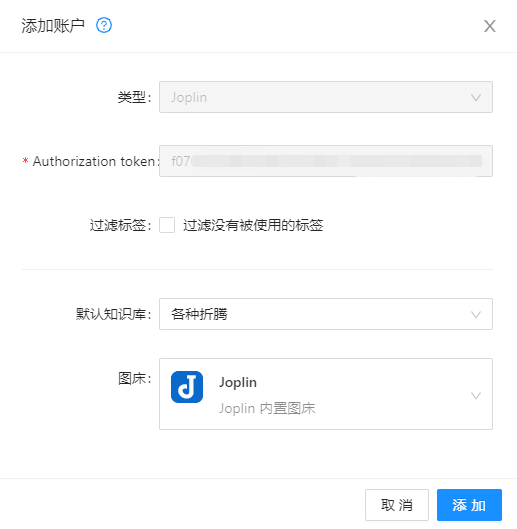 添加账户
类型:
Joplin
* Authorization token:
f07
过滤标签:
过滤没有被使用的标签
默认知识库:
各种折腾
图床:
Joplin
Joplin 内置图床
取 消
添 加